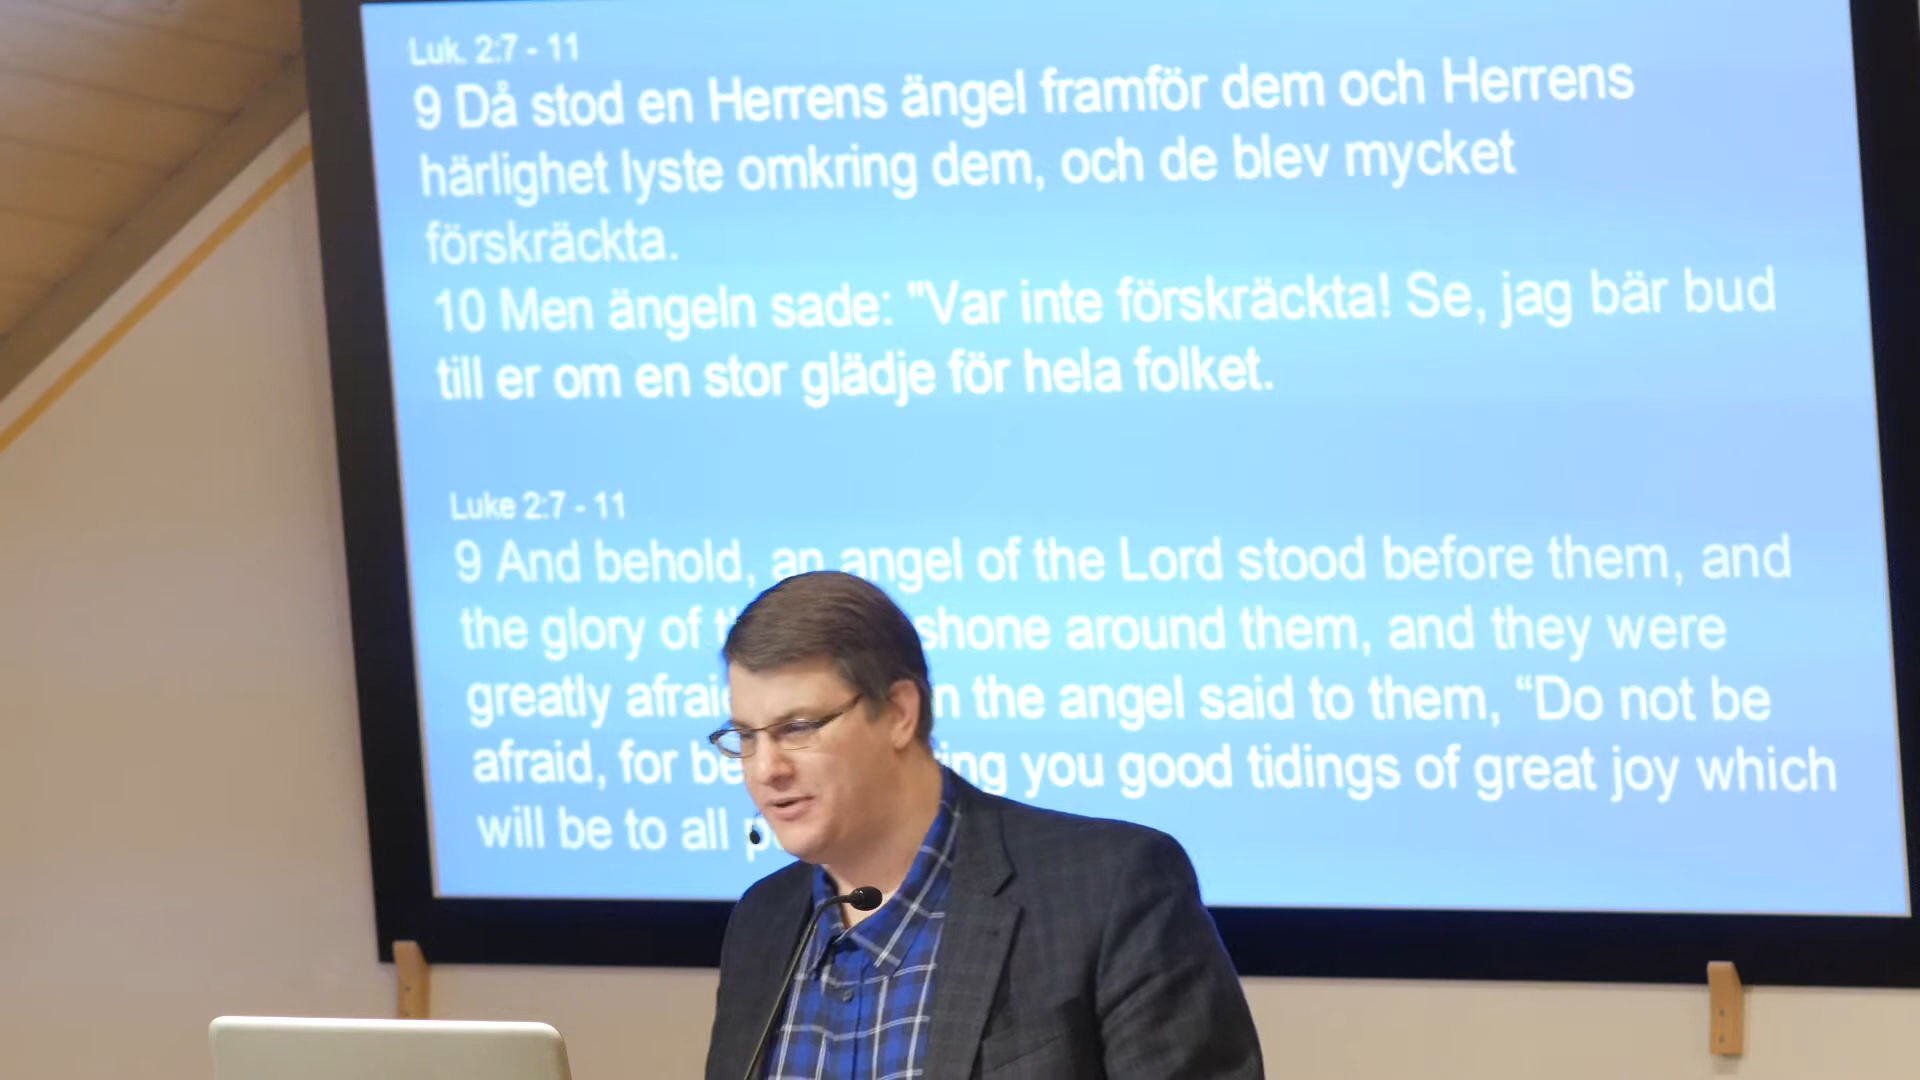 Luk. 2:7 - 11
9 Då stod en Herrens ängel framför dem och Herrens
härlighet lyste omkring dem, och de blev mycket
förskräckta.
10 Men ängeln sade: "Var inte förskräckta! Se, jag bär bud
till er om en stor glädje för hela folket.
Luke 2:7 - 11
9 And behold, an angel of the Lord stood before them, and
the glory of shone around them, and they were
greatly the angel said to them, “Do not be
afraid, for you good tidings of great joy which
will be to all